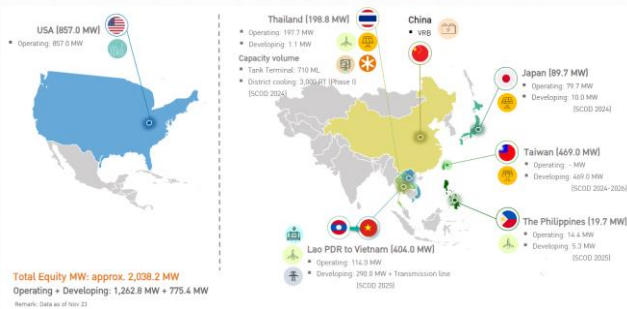 USA (857.0 MW)
• Operating: 857.0 MW
Thailand (198.8 MW)
• Operating: 197.7 MW
• Developing: 1.1 MW
Capacity volume
• Tank Terminal: 710 ML
• District cooling: 3,000 RT (Phase I)
(SCOD 2024)
China
• VRB
Japan (89.7 MW)
• Operating: 79.7 MW
• Developing: 10.0 MW
(SCOD 2024)
Taiwan (469.0 MW)
• Operating: - MW
• Developing: 469.0 MW
(SCOD 2024-2026)
The Philippines (19.7 MW)
• Operating: 14.4 MW
• Developing: 5.3 MW
(SCOD 2025)
Lao PDR to Vietnam (404.0 MW)
• Operating: 114.0 MW
• Developing: 290.0 MW + Transmission line
(SCOD 2025)
Total Equity MW: approx. 2,038.2 MW
Operating + Developing: 1,262.8 MW + 775.4 MW
Remark: Data as of Nov 23